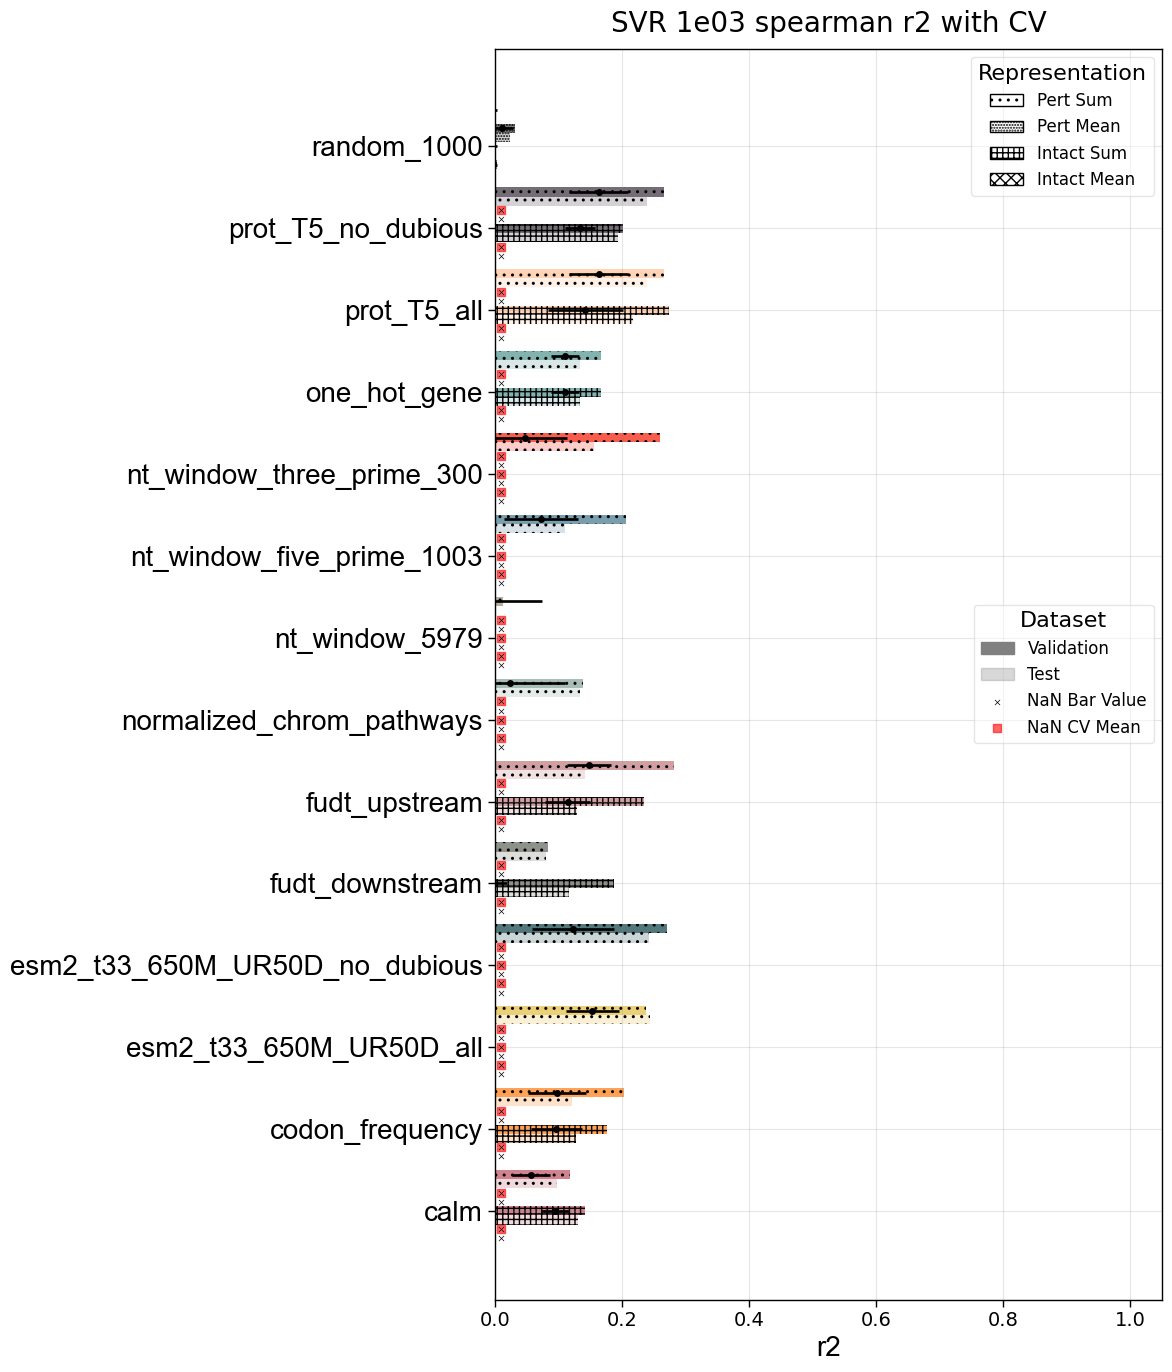 SVR 1e03 spearman r2 with CV
Representation
Pert Sum
Pert Mean
Intact Sum
Intact Mean
random_1000
prot_T5_no_dubious
prot_T5_all
one_hot_gene
nt_window_three_prime_300
nt_window_five_prime_1003
nt_window_5979
normalized_chrom_pathways
fudt_upstream
fudt_downstream
esm2_t33_650M_UR50D_no_dubious
esm2_t33_650M_UR50D_all
codon_frequency
calm
Dataset
Validation
Test
NaN Bar Value
NaN CV Mean
0.0 0.2 0.4 0.6 0.8 1.0
r2